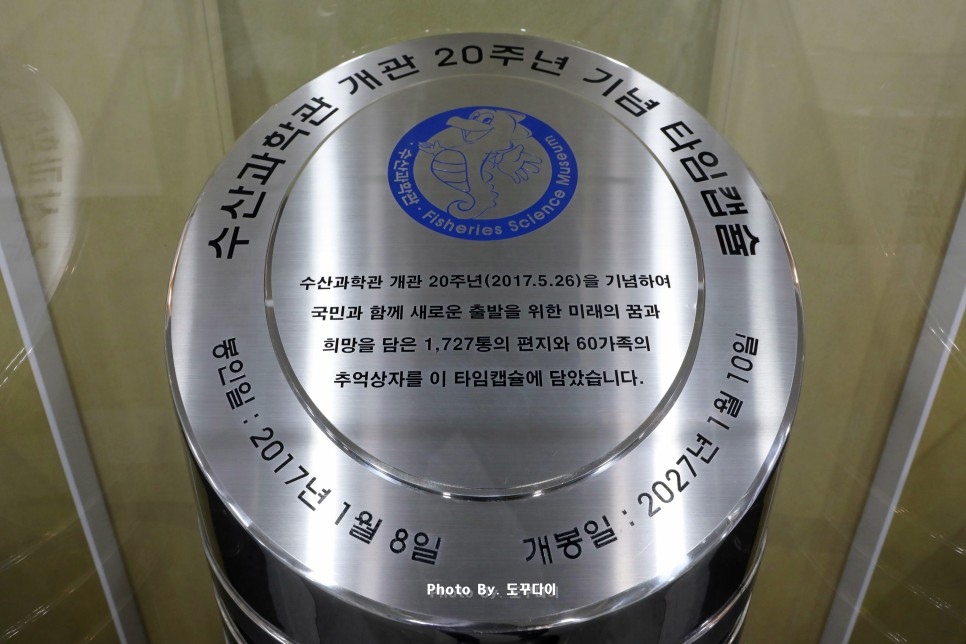 수산과학관 개관 20주년 기념 타임캡슐
·수산과학관· Fisheries Science Museum
수산과학관 개관 20주년(2017.5.26)을 기념하여
국민과 함께 새로운 출발을 위한 미래의 꿈과
희망을 담은 1,727통의 편지와 60가족의
추억상자를 이 타임캡슐에 담았습니다.
봉인일 : 2017년 1월 8일
개봉일 : 2027년 1월 10일
Photo By. 도꾸다이